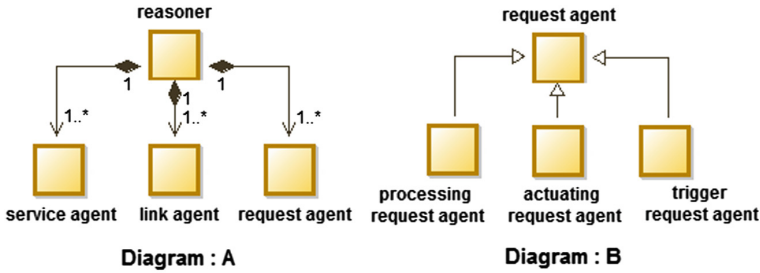 reasoner
request agent
1 1 1
1..* 1..* 1..*
service agent link agent request agent
processing request agent
actuating request agent
trigger request agent
Diagram : A
Diagram : B